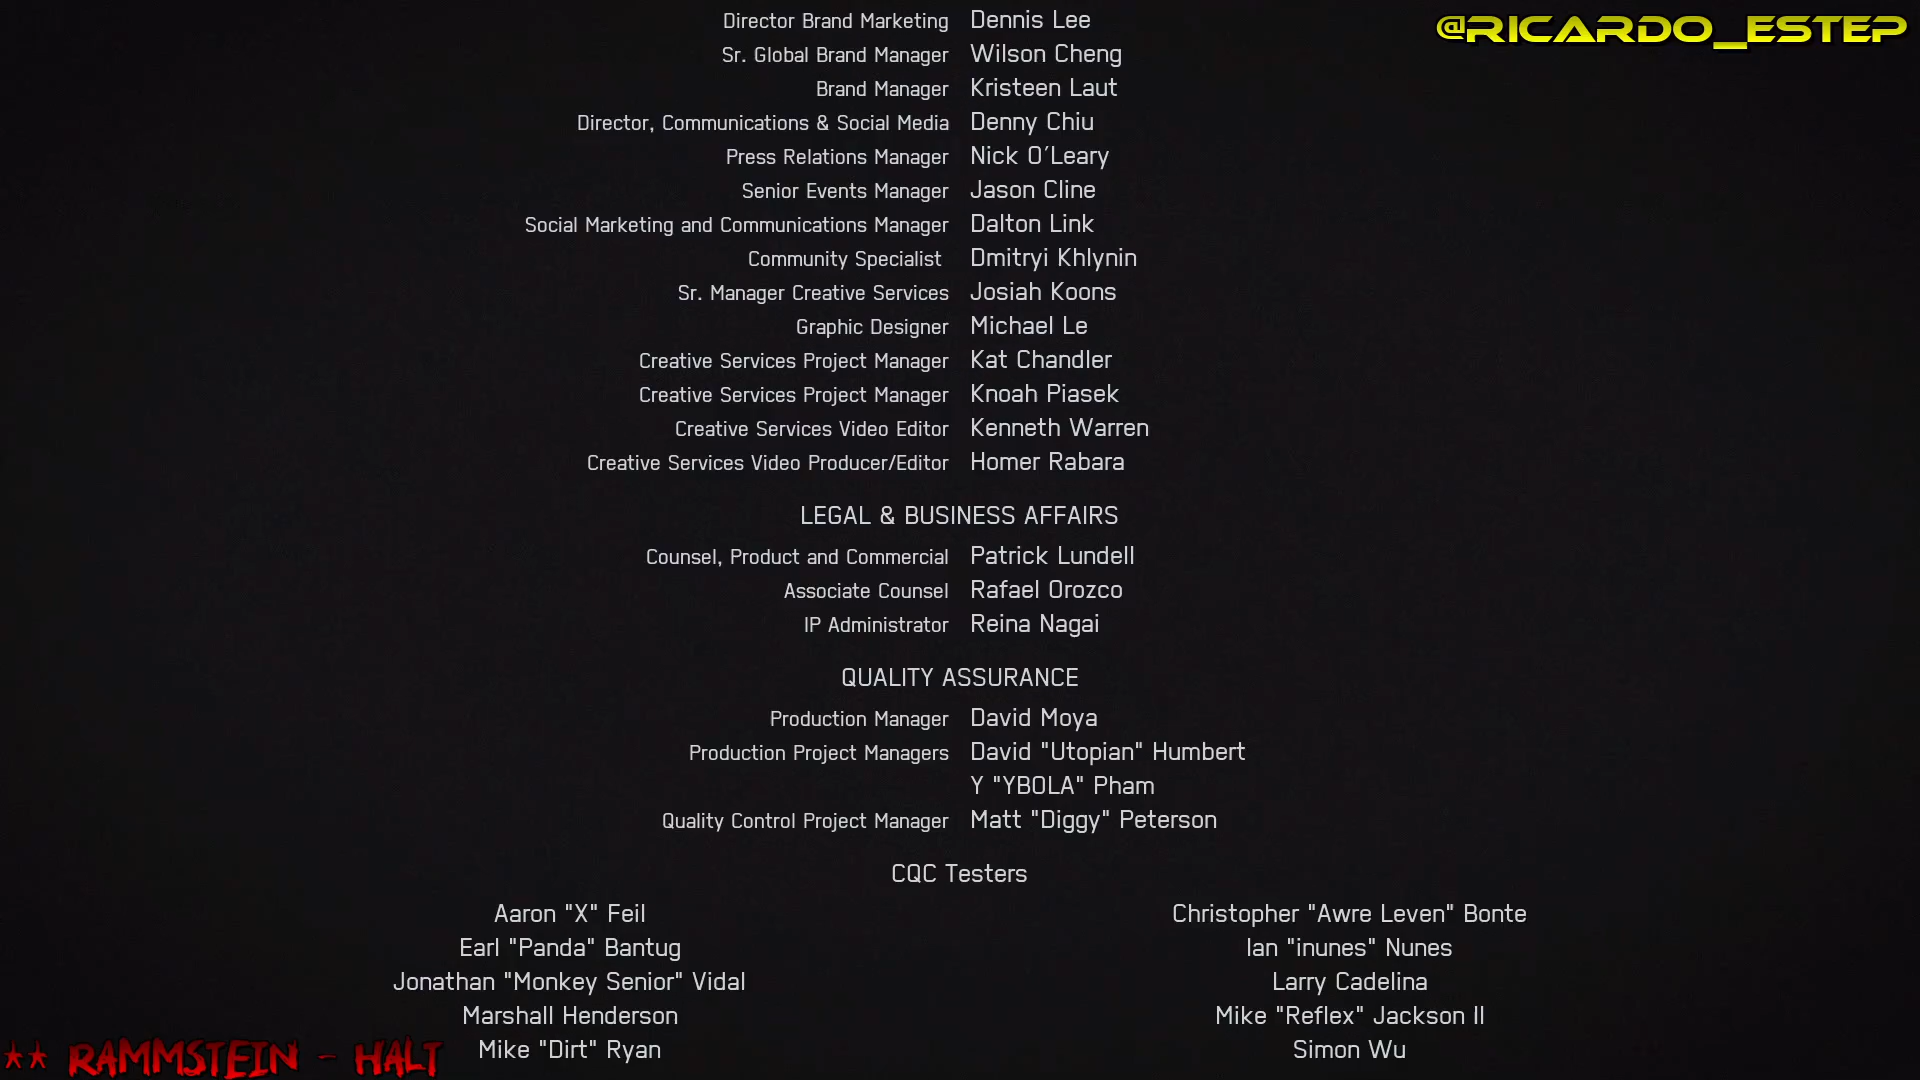 Director Brand Marketing Dennis Lee
@RICARDO_ESTEP
Sr. Global Brand Manager Wilson Cheng
Brand Manager Kristeen Laut
Director, Communications & Social Media Denny Chiu
Press Relations Manager Nick O'Leary
Senior Events Manager Jason Cline
Social Marketing and Communications Manager Dalton Link
Community Specialist Dmitryi Khlynin
Sr. Manager Creative Services Josiah Koons
Graphic Designer Michael Le
Creative Services Project Manager Kat Chandler
Creative Services Project Manager Knoah Piasek
Creative Services Video Editor Kenneth Warren
Creative Services Video Producer/Editor Homer Rabara
LEGAL & BUSINESS AFFAIRS
Counsel, Product and Commercial Patrick Lundell
Associate Counsel Rafael Orozco
IP Administrator Reina Nagai
QUALITY ASSURANCE
Production Manager David Moya
Production Project Managers David "Utopian" Humbert
Y "YBOLA" Pham
Quality Control Project Manager Matt "Diggy" Peterson
CQC Testers
Aaron "X" Feil Christopher "Awre Leven" Bonte
Earl "Panda" Bantug Ian "inunes" Nunes
Jonathan "Monkey Senior" Vidal Larry Cadelina
Marshall Henderson Mike "Reflex" Jackson II
Mike "Dirt" Ryan Simon Wu
** RAMMSTEIN - HALT